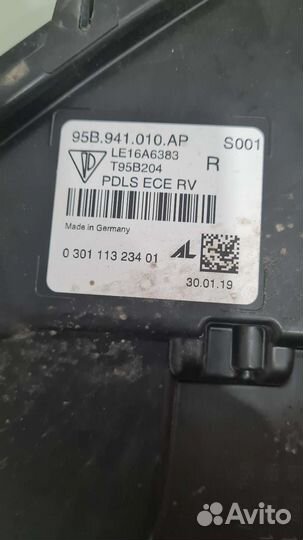 95B.941.010.AP S001
LE16A6383
T95B204 R
PDLS ECE RV
Made in Germany
0 301 113 234 01 AL
30.01.19
Avito